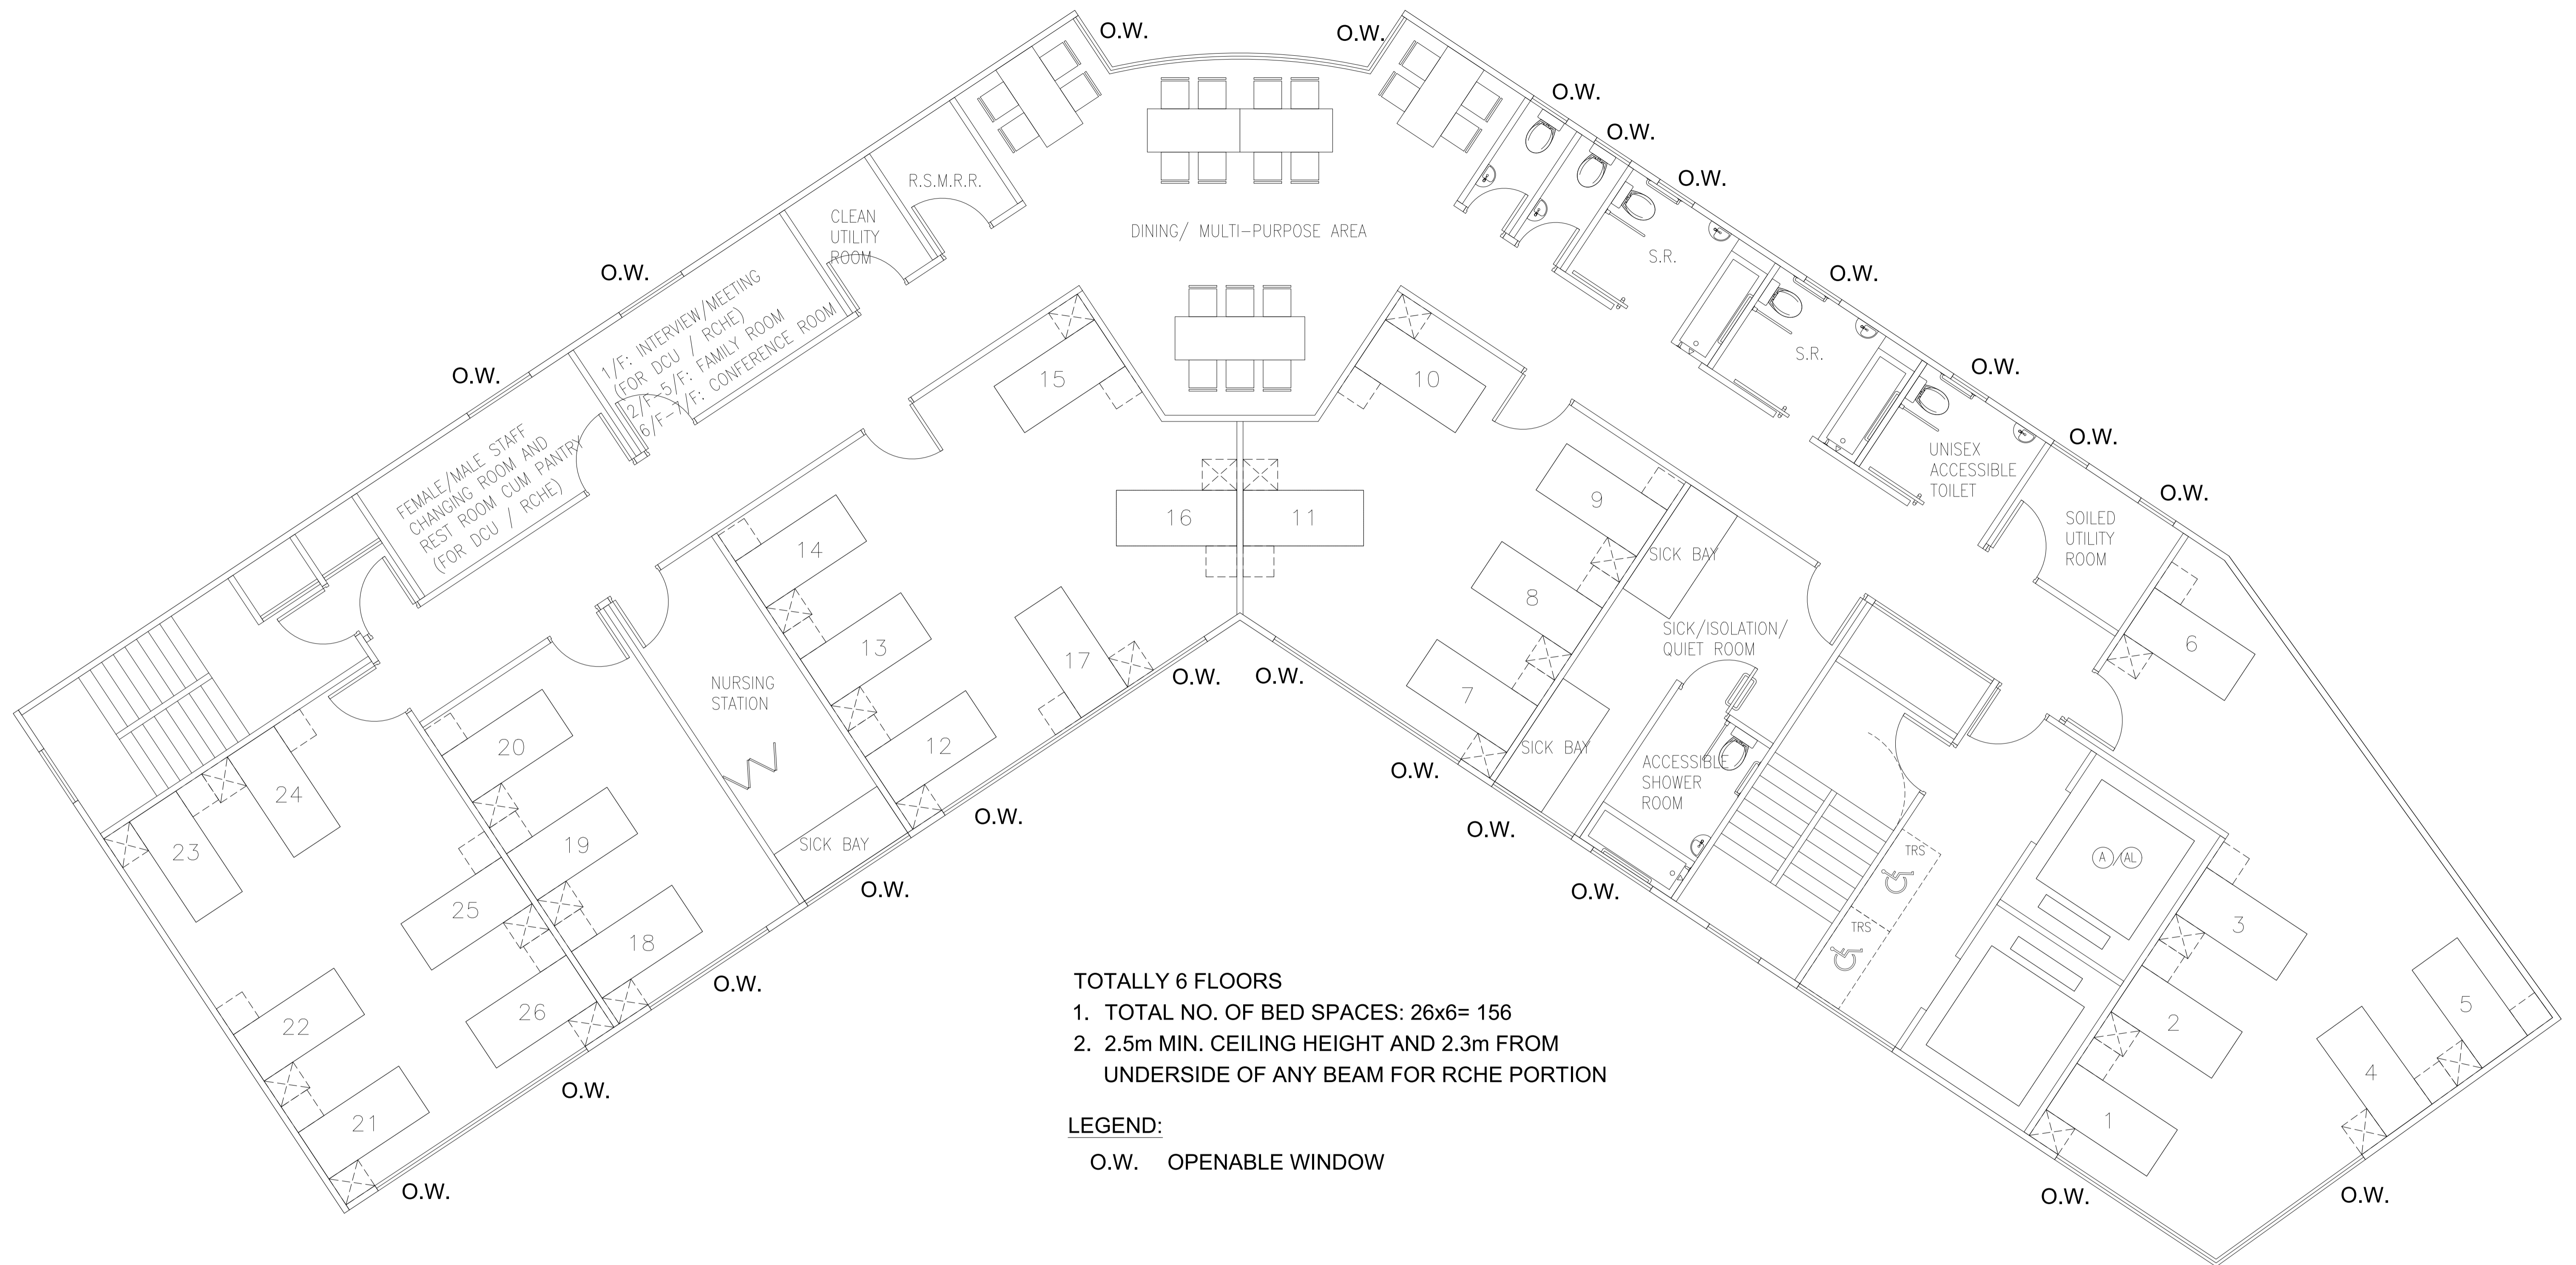 O.W.
O.W.
O.W.
O.W.
O.W.
O.W.
O.W.
O.W.
O.W.
O.W.
O.W.
R.S.M.R.R.
CLEAN
UTILITY
ROOM
DINING/ MULTI-PURPOSE AREA
1/F: INTERVIEW/MEETING
(FOR DCU / RCHE)
2/F-5/F: FAMILY ROOM
6/F-7/F: CONFERENCE ROOM
FEMALE/MALE STAFF
CHANGING ROOM AND
REST ROOM CUM PANTRY
(FOR DCU / RCHE)
S.R.
S.R.
UNISEX
ACCESSIBLE
TOILET
SOILED
UTILITY
ROOM
15
10
16
11
14
13
12
17
9
8
7
6
SICK BAY
SICK/ISOLATION/
QUIET ROOM
SICK BAY
ACCESSIBLE
SHOWER
ROOM
NURSING
STATION
SICK BAY
20
19
18
24
23
25
26
22
21
TRS
TRS
A/AL
3
2
1
5
4
O.W.
O.W.
O.W.
O.W.
O.W.
O.W.
O.W.
O.W.
O.W.
O.W.
O.W.
O.W.
TOTALLY 6 FLOORS
1. TOTAL NO. OF BED SPACES: 26x6= 156
2. 2.5m MIN. CEILING HEIGHT AND 2.3m FROM
UNDERSIDE OF ANY BEAM FOR RCHE PORTION
LEGEND:
O.W. OPENABLE WINDOW